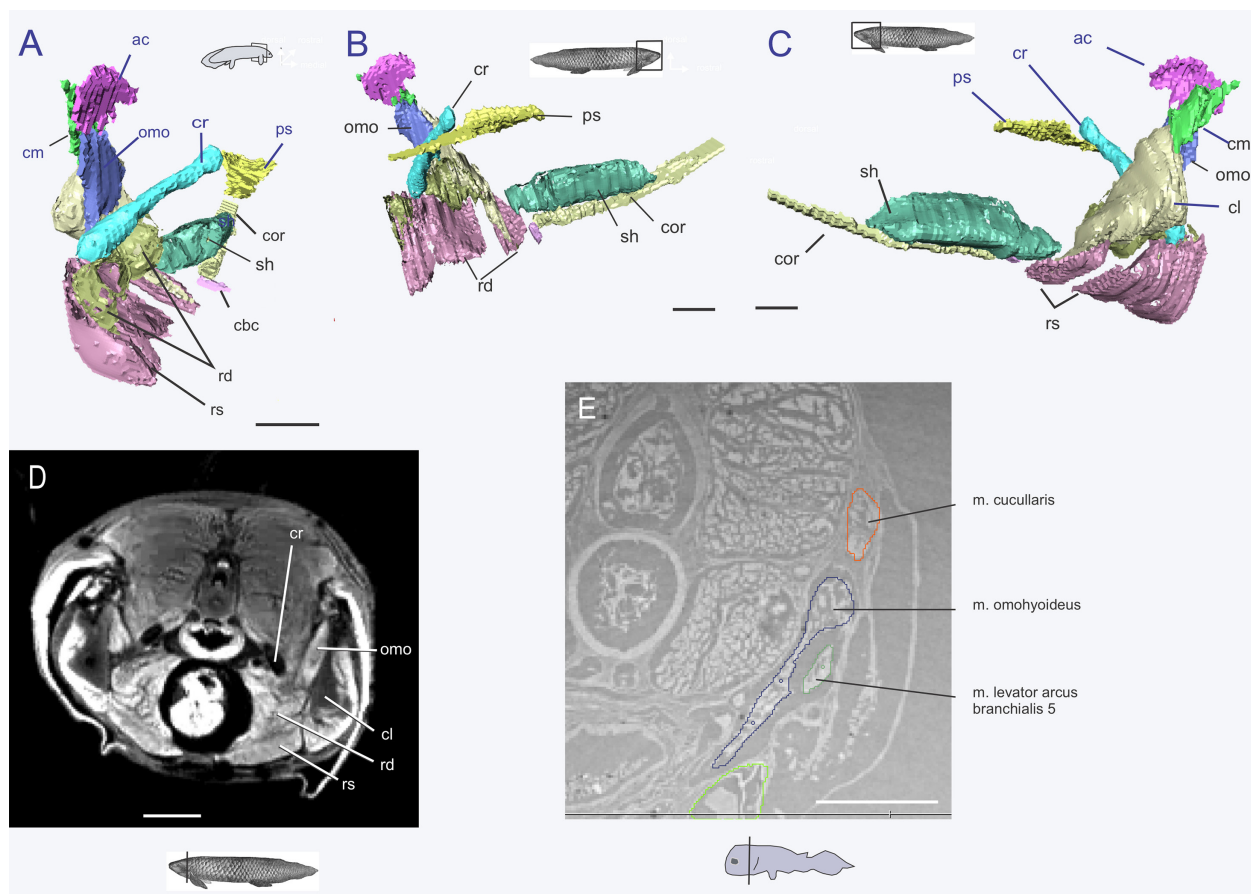 A
ac
cm
omo
cr
ps
cor
sh
cbc
rd
rs
B
cr
omo
ps
sh
cor
rd
C
ac
cr
ps
cm
omo
sh
cl
cor
rs
D
cr
omo
cl
rd
rs
E
m. cucullaris
m. omohyoideus
m. levator arcus
branchialis 5